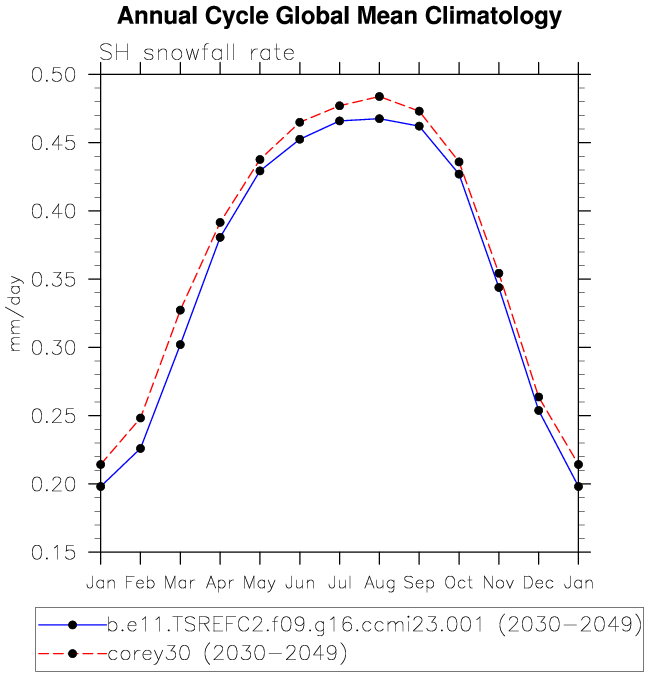 Annual Cycle Global Mean Climatology
SH snowfall rate
0.50
0.45
0.40
0.35
0.30
0.25
0.20
0.15
mm/day
Jan Feb Mar Apr May Jun Jul Aug Sep Oct Nov Dec Jan
b.e11.TSREFC2.f09.g16.ccmi23.001 (2030-2049)
corey30 (2030-2049)